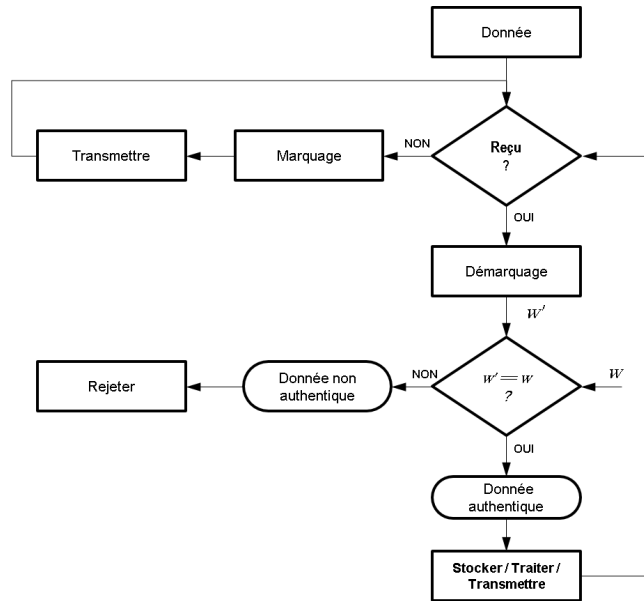 Donnée
Transmettre
Marquage
NON
Reçu
?
OUI
Démarquage
W'
Rejeter
Donnée non
authentique
NON
W' == W
?
W
OUI
Donnée
authentique
Stocker / Traiter /
Transmettre